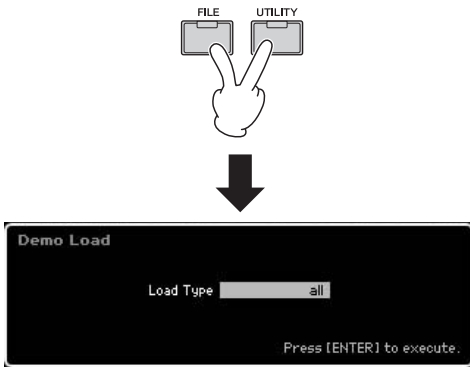 FILE UTILITY
Demo Load
Load Type all
Press [ENTER] to execute.